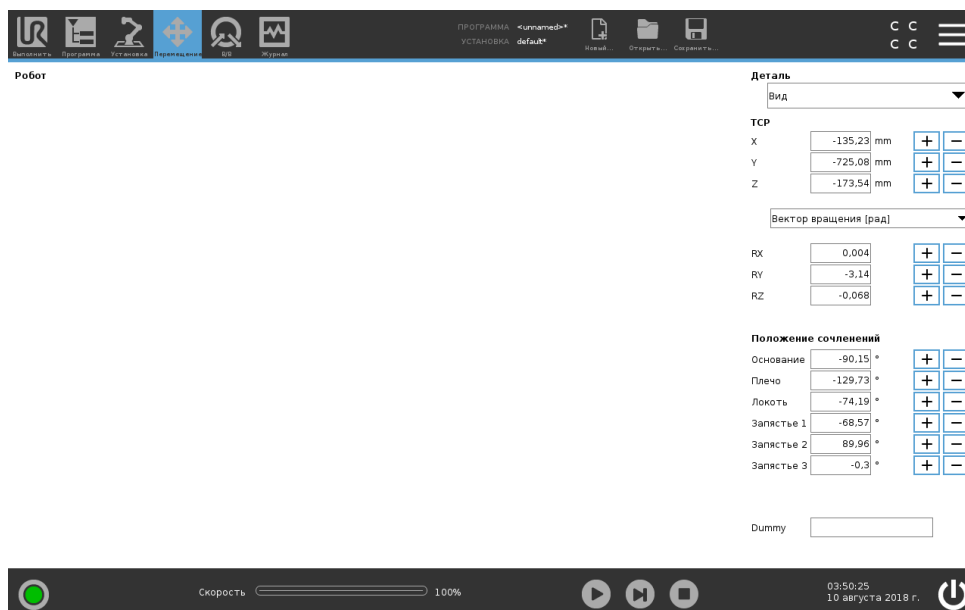 ПРОГРАММА <unnamed>*
УСТАНОВКА default*
Выполнить Программа Установка Перемещение В/В Журнал
Новый... Открыть... Сохранить...
C C
C C
Робот
Деталь
Вид
TCP
X -135,23 mm
Y -725,08 mm
Z -173,54 mm
Вектор вращения [рад]
RX 0,004
RY -3,14
RZ -0,068
Положение сочленений
Основание -90,15 °
Плечо -129,73 °
Локоть -74,19 °
Запястье 1 -68,57 °
Запястье 2 89,96 °
Запястье 3 -0,3 °
Dummy
Скорость 100%
03:50:25
10 августа 2018 г.